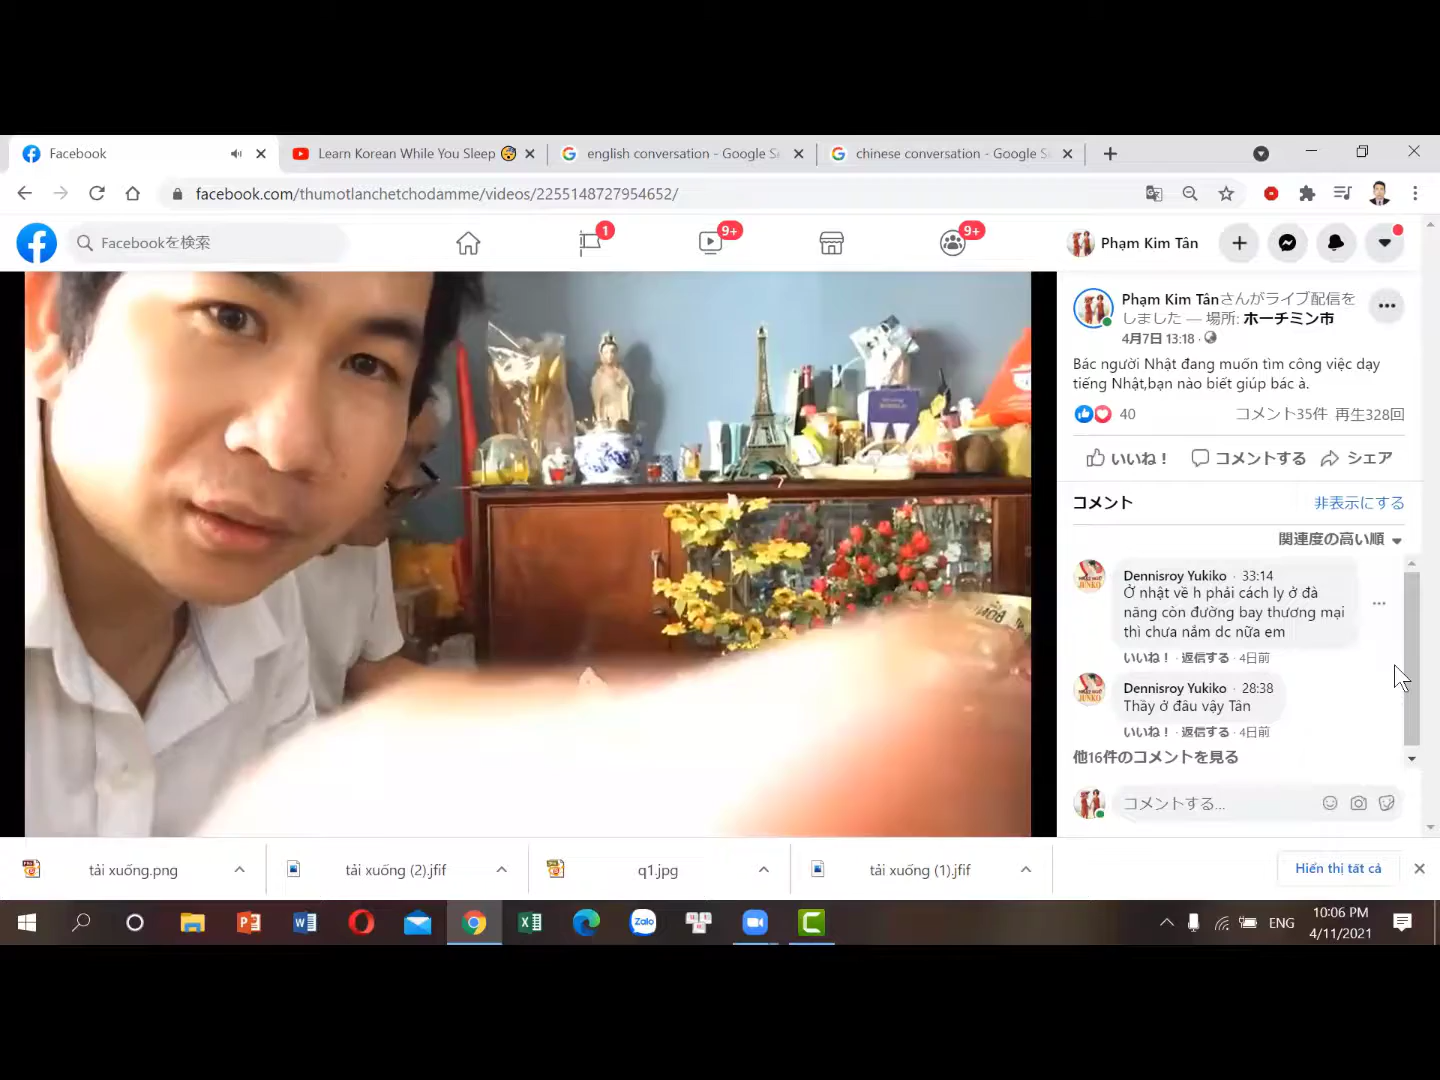 Facebook
Learn Korean While You Sleep 😴
english conversation - Google S
chinese conversation - Google S
facebook.com/thumotlanchetchodamme/videos/2255148727954652/
Facebookを検索
1
9+
9+
Phạm Kim Tân
Phạm Kim Tânさんがライブ配信を
しました — 場所: ホーチミン市
4月7日 13:18 ·
Bác người Nhật đang muốn tìm công việc dạy
tiếng Nhật,bạn nào biết giúp bác à.
40 コメント35件 再生328回
いいね！ コメントする シェア
コメント 非表示にする
関連度の高い順
Dennisroy Yukiko · 33:14
Ở nhật về h phải cách ly ở đà
năng còn đường bay thương mại
thì chưa nắm dc nữa em
いいね！ · 返信する · 4日前
Dennisroy Yukiko · 28:38
Thầy ở đâu vậy Tân
いいね！ · 返信する · 4日前
他16件のコメントを見る
コメントする...
tải xuống.png
tải xuống (2).jfif
q1.jpg
tải xuống (1).jfif
Hiển thị tất cả
Zalo
ENG
10:06 PM
4/11/2021